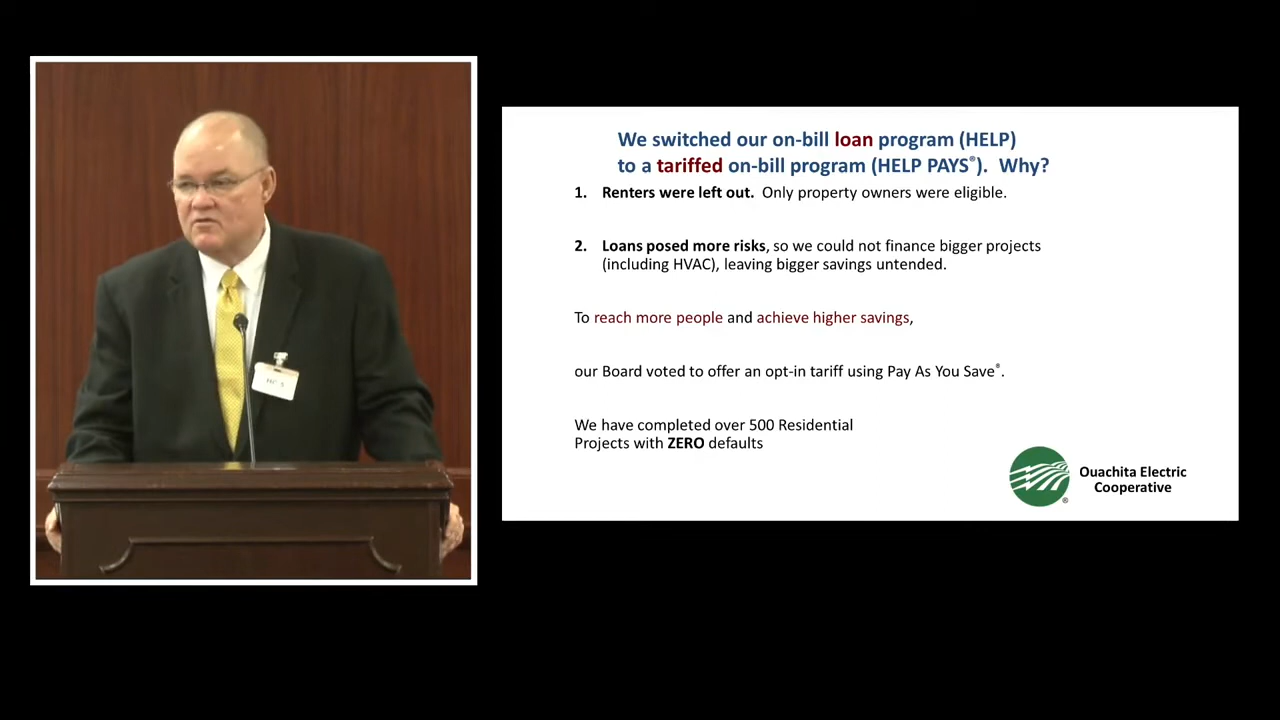 We switched our on-bill loan program (HELP)
to a tariffed on-bill program (HELP PAYS®). Why?
1. Renters were left out. Only property owners were eligible.
2. Loans posed more risks, so we could not finance bigger projects
(including HVAC), leaving bigger savings untended.
To reach more people and achieve higher savings,
our Board voted to offer an opt-in tariff using Pay As You Save®.
We have completed over 500 Residential
Projects with ZERO defaults
Ouachita Electric
Cooperative
®